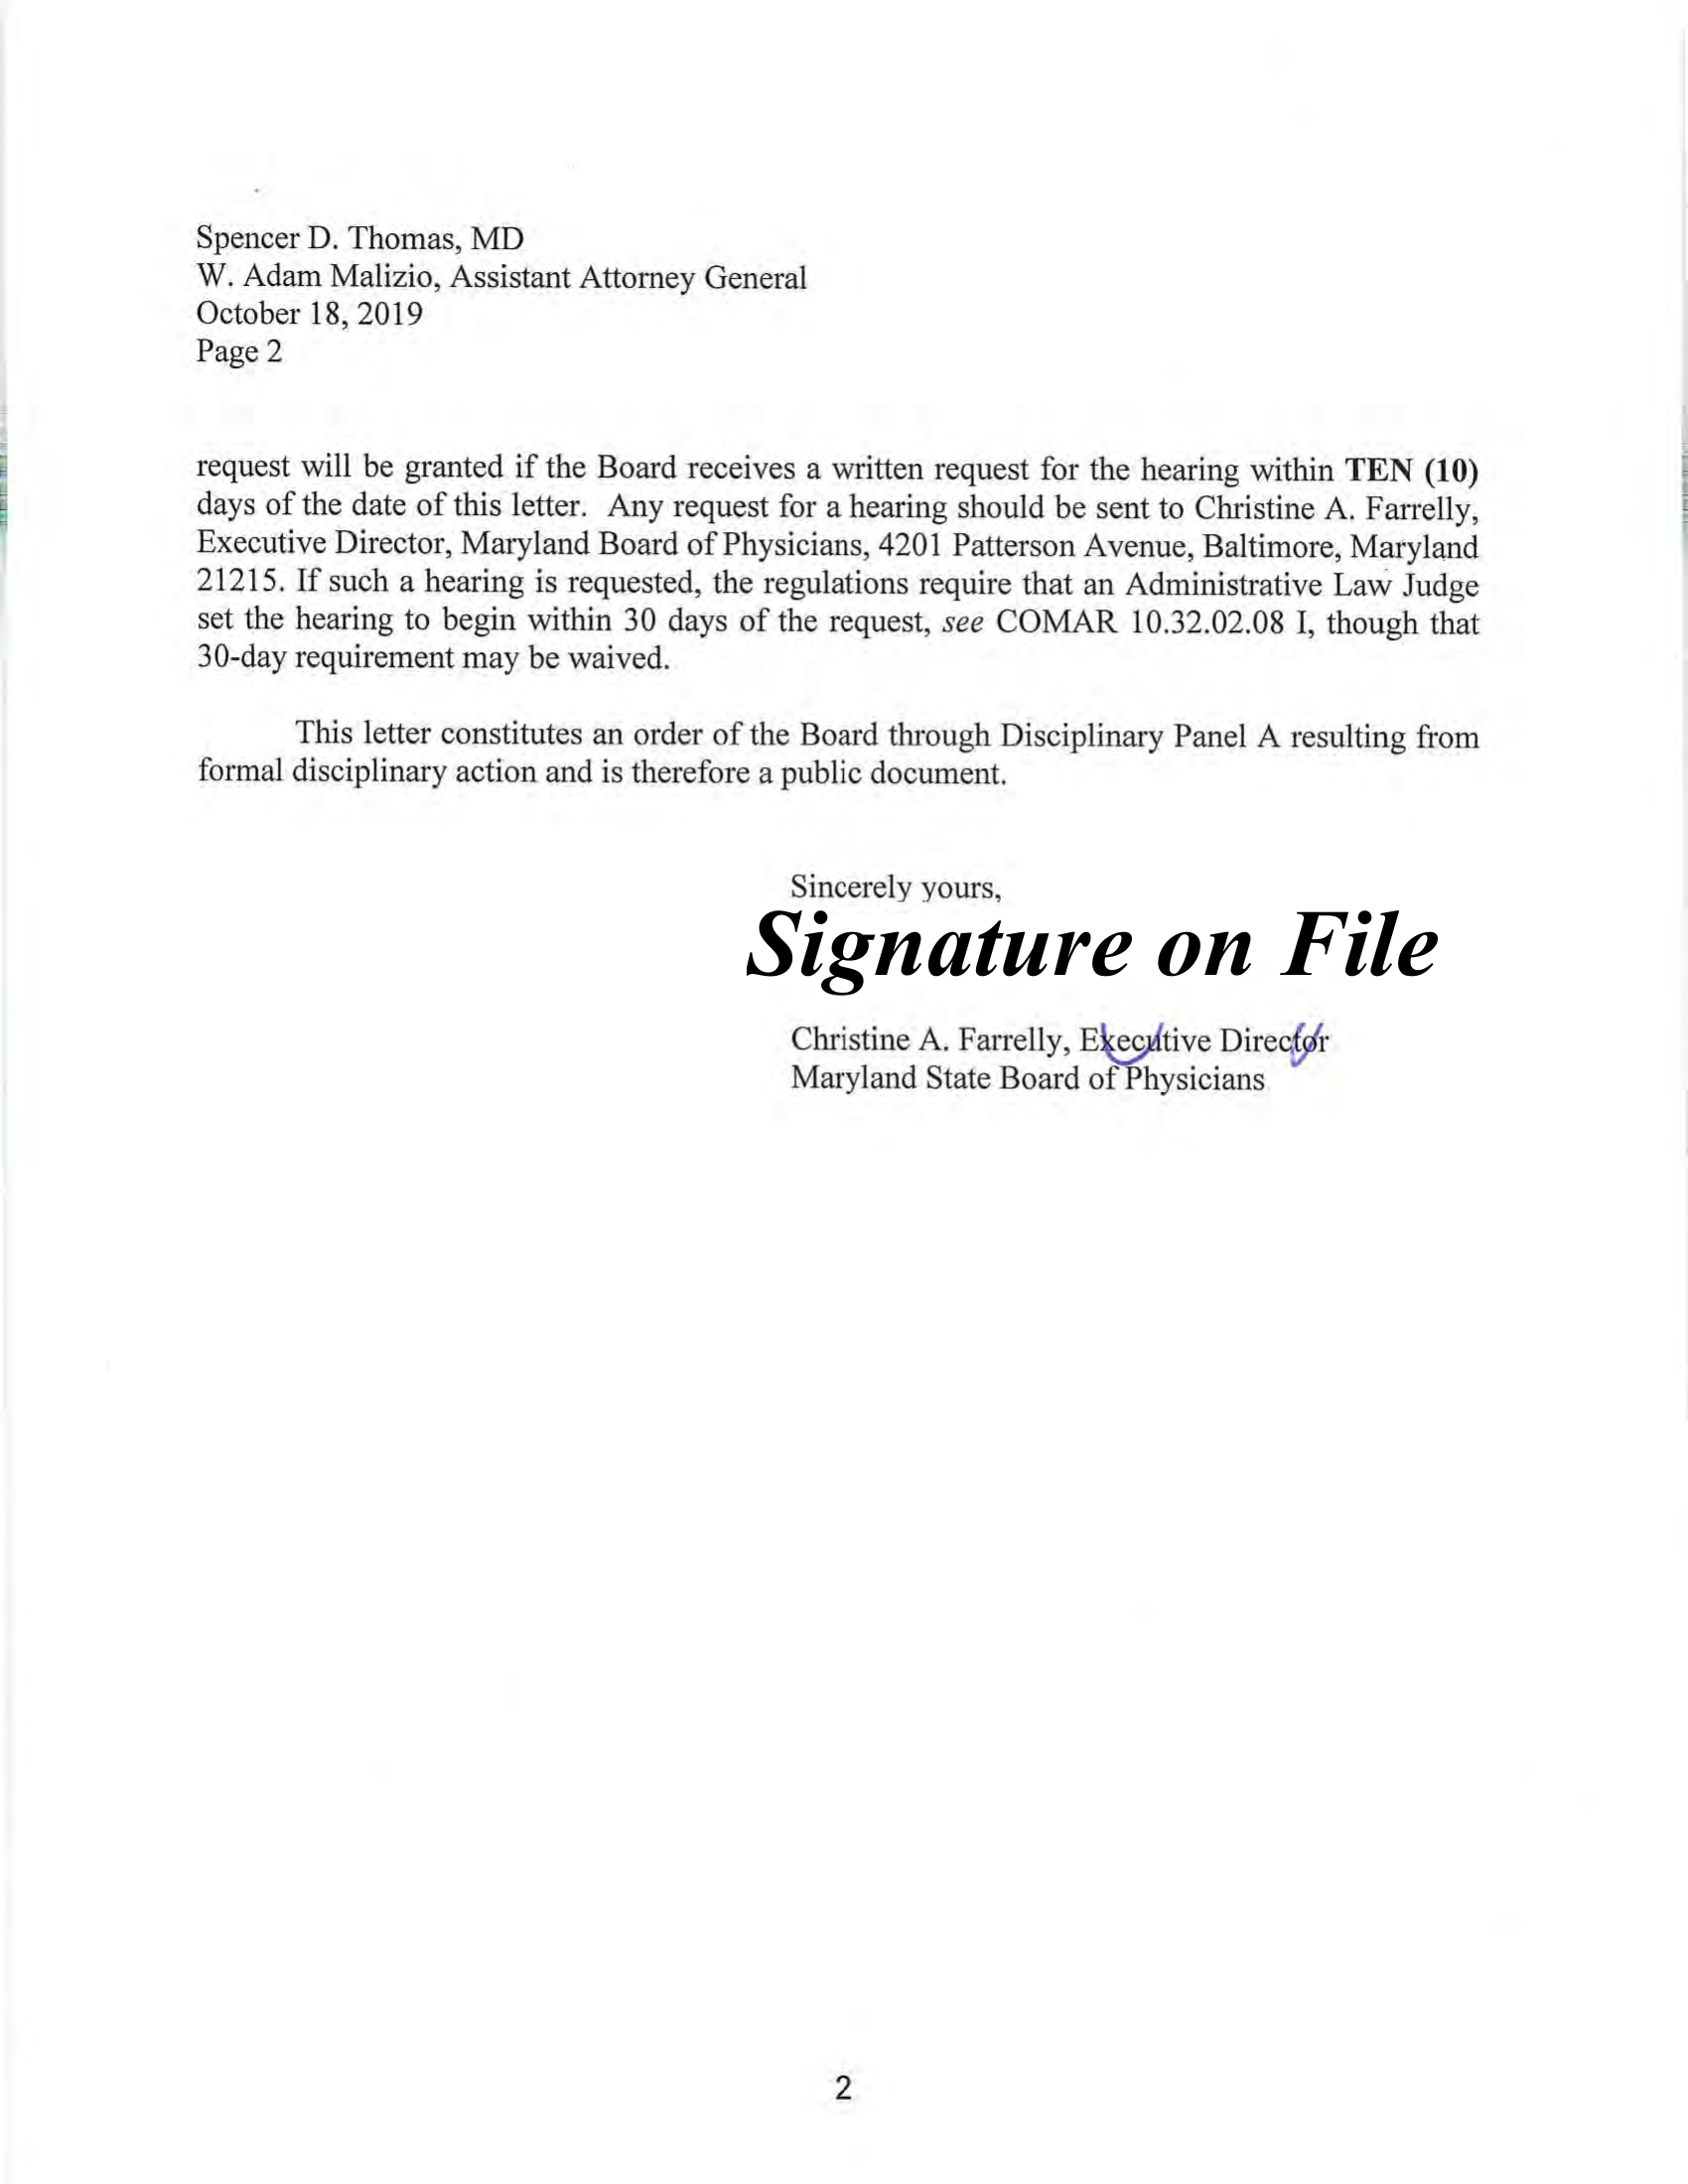 Spencer D. Thomas, MD
W. Adam Malizio, Assistant Attorney General
October 18, 2019
Page 2
request will be granted if the Board receives a written request for the hearing within TEN (10)
days of the date of this letter. Any request for a hearing should be sent to Christine A. Farrelly,
Executive Director, Maryland Board of Physicians, 4201 Patterson Avenue, Baltimore, Maryland
21215. If such a hearing is requested, the regulations require that an Administrative Law Judge
set the hearing to begin within 30 days of the request, see COMAR 10.32.02.08 I, though that
30-day requirement may be waived.
This letter constitutes an order of the Board through Disciplinary Panel A resulting from
formal disciplinary action and is therefore a public document.
Sincerely yours,
Signature on File
Christine A. Farrelly, Executive Director
Maryland State Board of Physicians
2